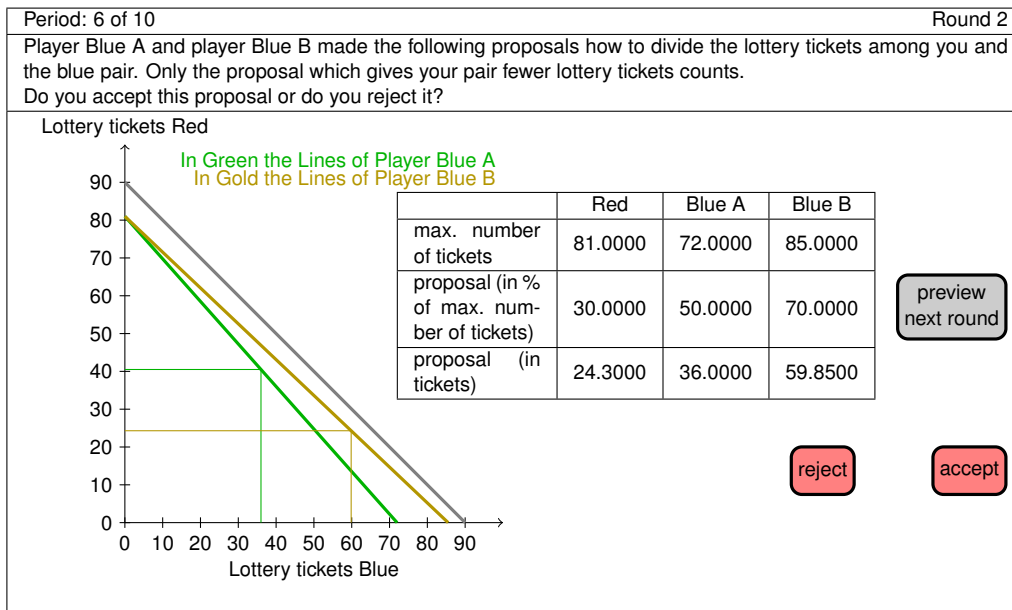 Period: 6 of 10 Round 2
Player Blue A and player Blue B made the following proposals how to divide the lottery tickets among you and
the blue pair. Only the proposal which gives your pair fewer lottery tickets counts.
Do you accept this proposal or do you reject it?
Lottery tickets Red
In Green the Lines of Player Blue A
In Gold the Lines of Player Blue B
90
80
70
60
50
40
30
20
10
0
0 10 20 30 40 50 60 70 80 90
Lottery tickets Blue
Red Blue A Blue B
max. number
of tickets
81.0000 72.0000 85.0000
proposal (in %
of max. num-
ber of tickets)
30.0000 50.0000 70.0000
proposal (in
tickets)
24.3000 36.0000 59.8500
preview
next round
reject accept